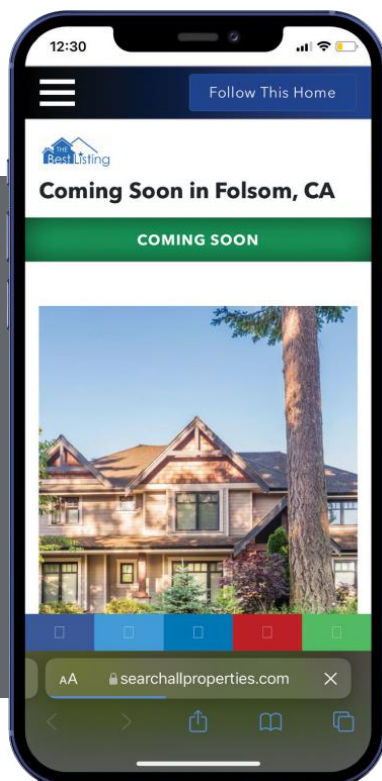 12:30
Follow This Home
THE
Best Listing
Coming Soon in Folsom, CA
COMING SOON
AA searchallproperties.com